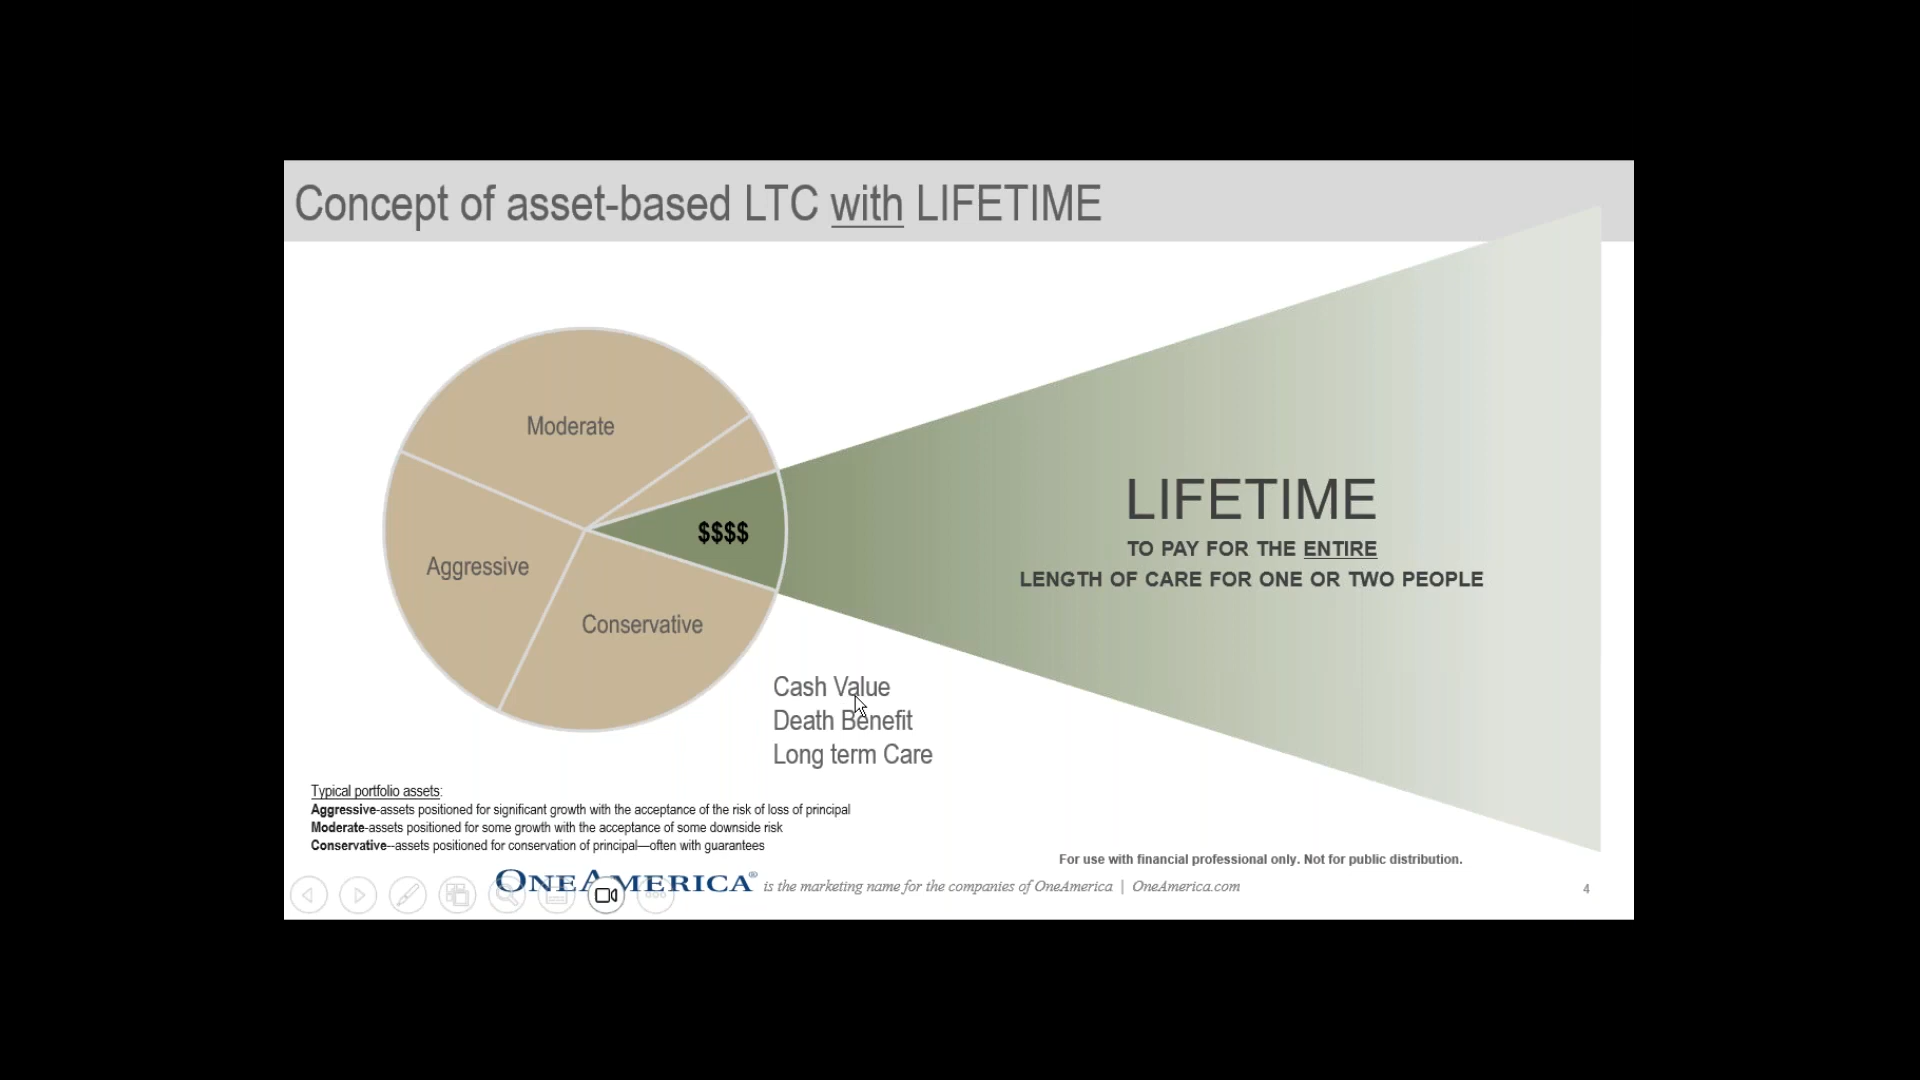 Concept of asset-based LTC with LIFETIME
Moderate
$$$$
Aggressive
Conservative
LIFETIME
TO PAY FOR THE ENTIRE
LENGTH OF CARE FOR ONE OR TWO PEOPLE
Cash Value
Death Benefit
Long term Care
Typical portfolio assets:
Aggressive-assets positioned for significant growth with the acceptance of the risk of loss of principal
Moderate-assets positioned for some growth with the acceptance of some downside risk
Conservative--assets positioned for conservation of principal—often with guarantees
For use with financial professional only. Not for public distribution.
ONEAMERICA® is the marketing name for the companies of OneAmerica | OneAmerica.com
4